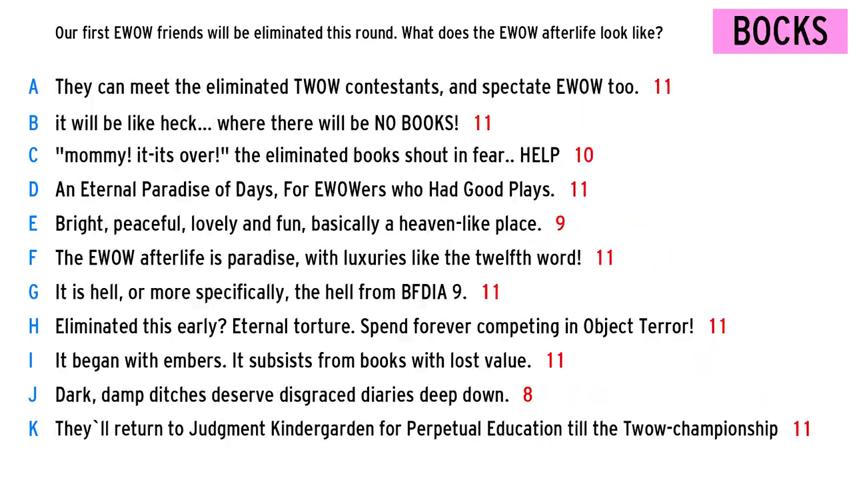 Our first EWOW friends will be eliminated this round. What does the EWOW afterlife look like?
BOCKS
A They can meet the eliminated TWOW contestants, and spectate EWOW too. 11
B it will be like heck... where there will be NO BOOKS! 11
C "mommy! it-its over!" the eliminated books shout in fear.. HELP 10
D An Eternal Paradise of Days, For EWOWers who Had Good Plays. 11
E Bright, peaceful, lovely and fun, basically a heaven-like place. 9
F The EWOW afterlife is paradise, with luxuries like the twelfth word! 11
G It is hell, or more specifically, the hell from BFDIA 9. 11
H Eliminated this early? Eternal torture. Spend forever competing in Object Terror! 11
I It began with embers. It subsists from books with lost value. 11
J Dark, damp ditches deserve disgraced diaries deep down. 8
K They`ll return to Judgment Kindergarden for Perpetual Education till the Twow-championship 11